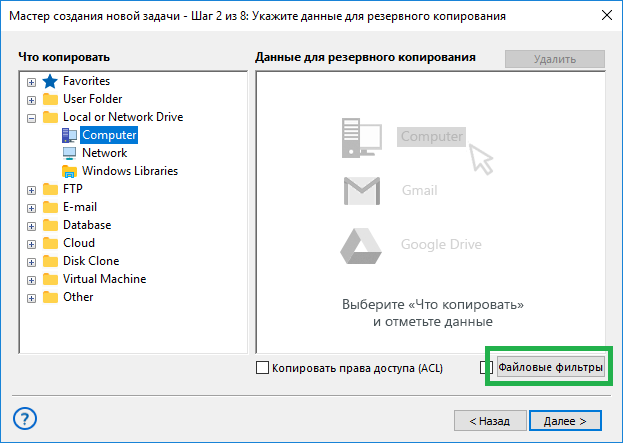 Мастер создания новой задачи - Шаг 2 из 8: Укажите данные для резервного копирования
Что копировать
Favorites
User Folder
Local or Network Drive
Computer
Network
Windows Libraries
FTP
E-mail
Database
Cloud
Disk Clone
Virtual Machine
Other
Данные для резервного копирования
Удалить
Computer
Gmail
Google Drive
Выберите «Что копировать»
и отметьте данные
Копировать права доступа (ACL)
Файловые фильтры
?
< Назад
Далее >